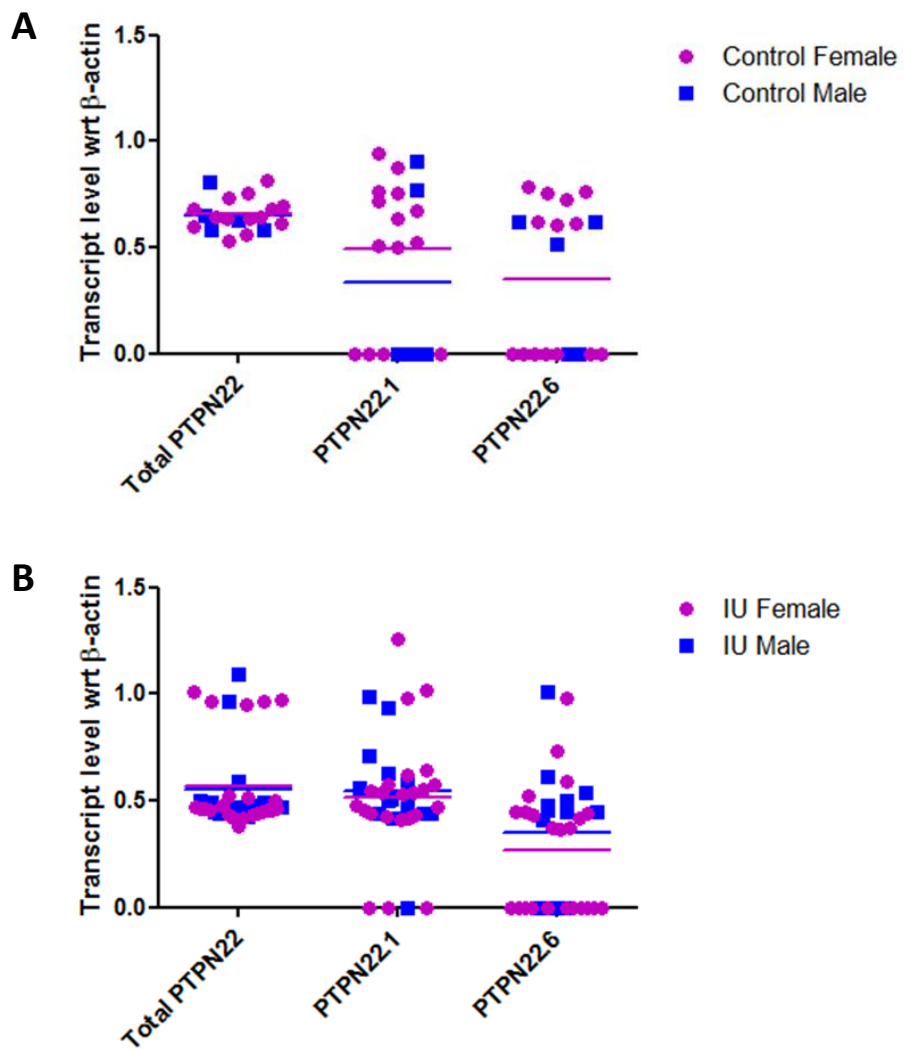 A
Transcript level wrt β-actin
1.5
1.0
0.5
0.0
Total PTPN22
PTPN22.1
PTPN22.6
Control Female
Control Male
B
Transcript level wrt β-actin
1.5
1.0
0.5
0.0
Total PTPN22
PTPN22.1
PTPN22.6
IU Female
IU Male